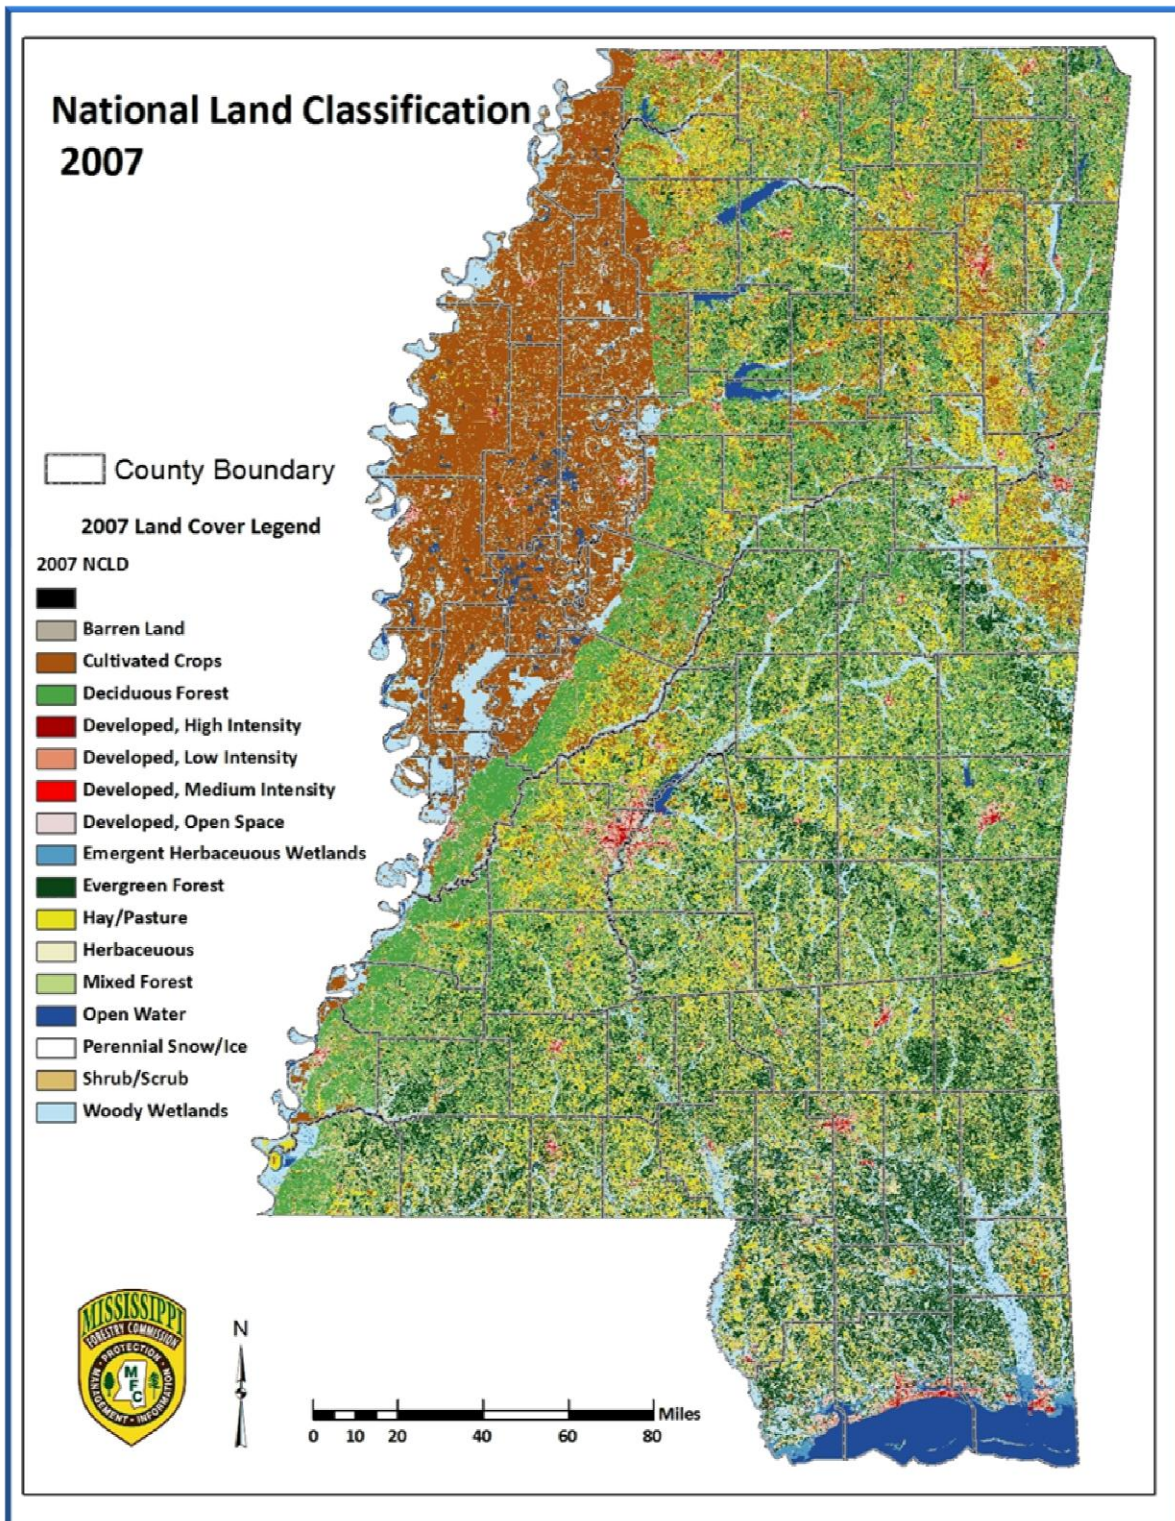 National Land Classification
2007
County Boundary
2007 Land Cover Legend
2007 NCLD
Barren Land
Cultivated Crops
Deciduous Forest
Developed, High Intensity
Developed, Low Intensity
Developed, Medium Intensity
Developed, Open Space
Emergent Herbaceuous Wetlands
Evergreen Forest
Hay/Pasture
Herbaceuous
Mixed Forest
Open Water
Perennial Snow/Ice
Shrub/Scrub
Woody Wetlands
MISSISSIPPI
FORESTRY COMMISSION
PROTECTION
MANAGEMENT • INFORMATION
M
F
C
N
Miles
0 10 20 40 60 80